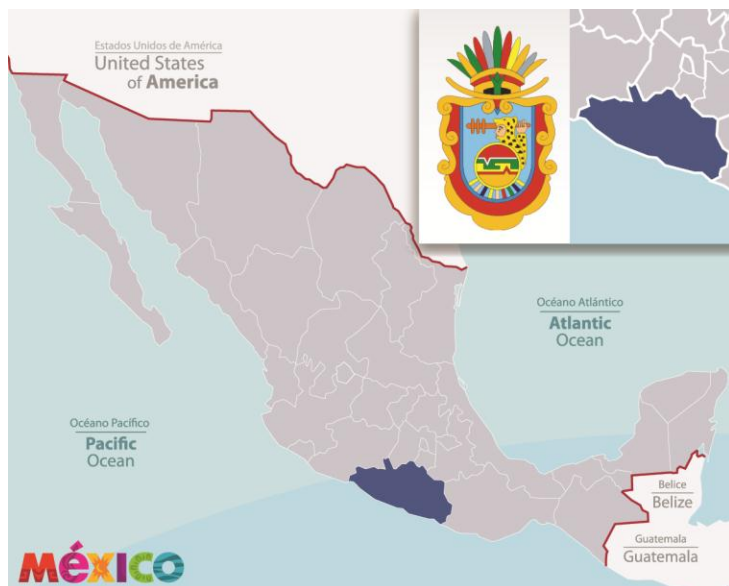 Estados Unidos de América
United States
of America
Océano Atlántico
Atlantic
Ocean
Océano Pacífico
Pacific
Ocean
Belice
Belize
Guatemala
Guatemala
MéXICO